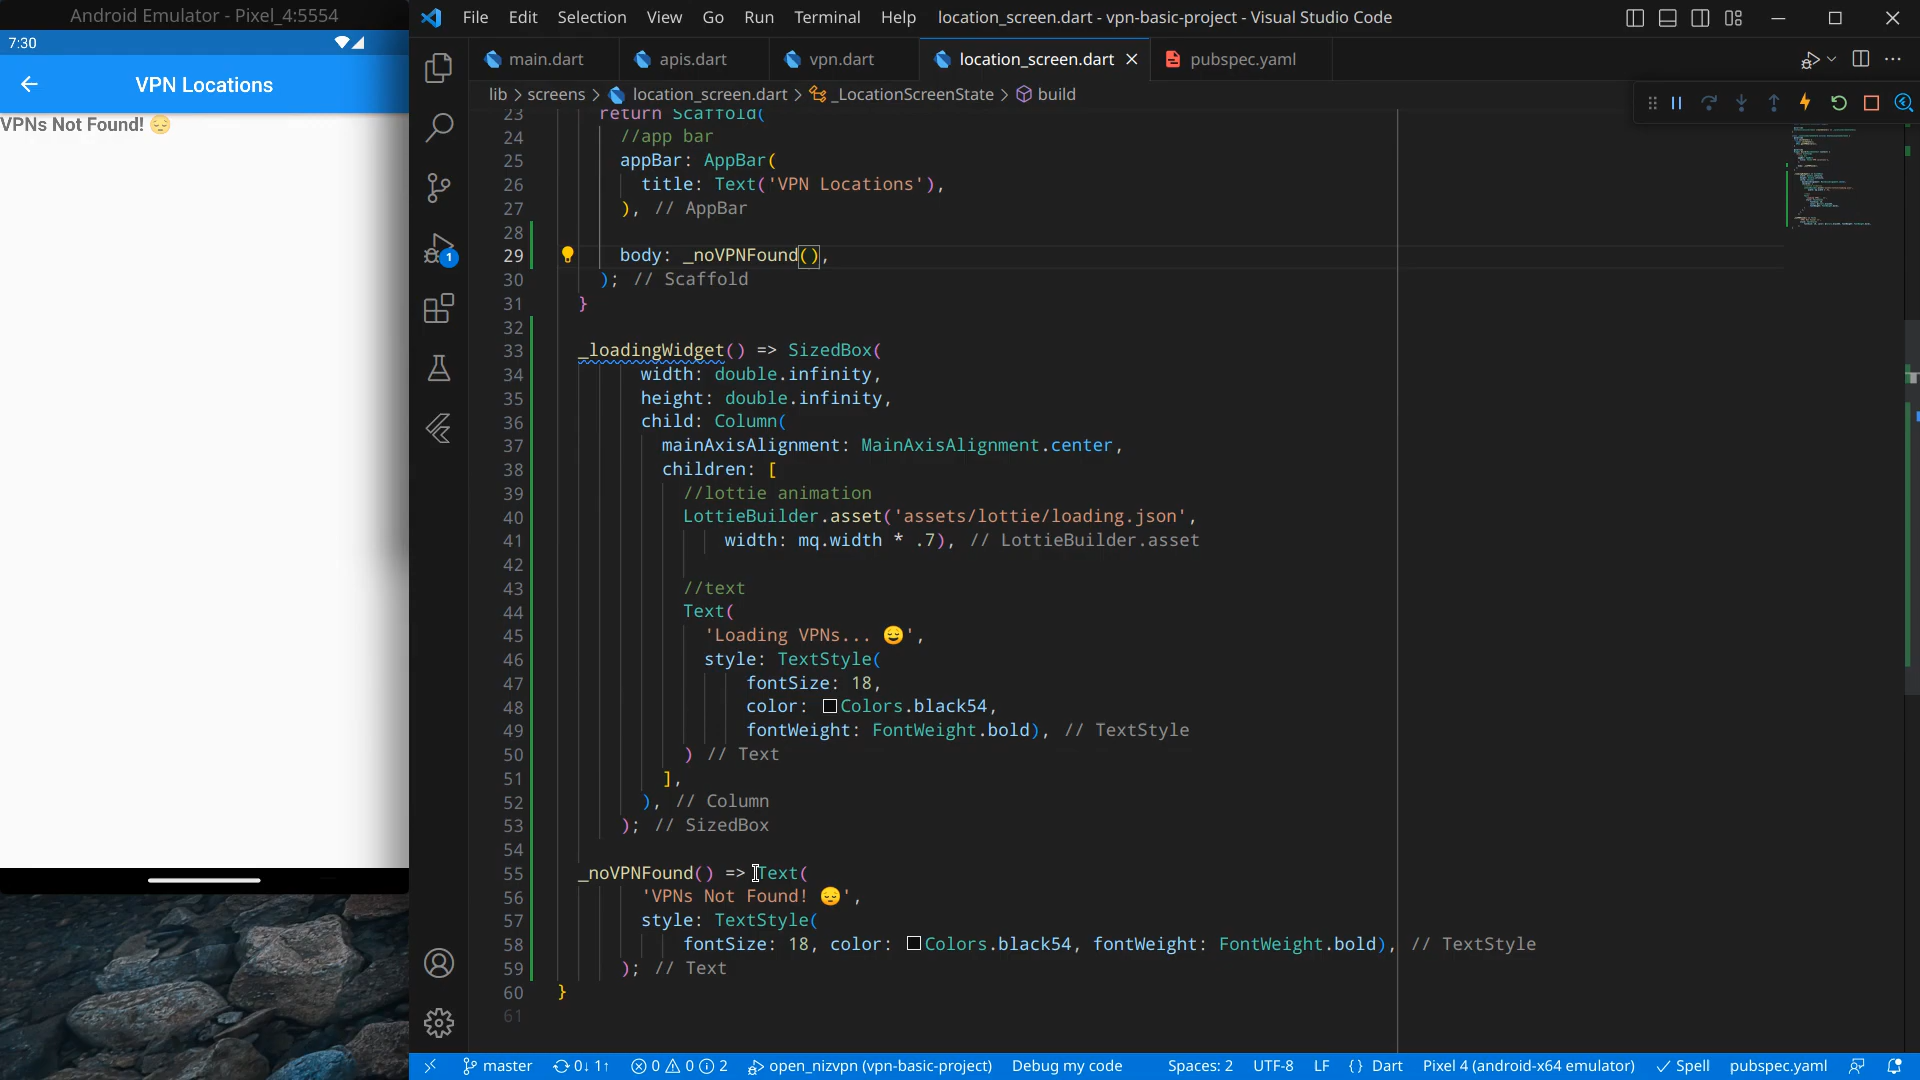 Android Emulator - Pixel_4:5554
7:30
VPN Locations
VPNs Not Found! 😔
File Edit Selection View Go Run Terminal Help
location_screen.dart - vpn-basic-project - Visual Studio Code
main.dart
apis.dart
vpn.dart
location_screen.dart
pubspec.yaml
lib > screens > location_screen.dart > _LocationScreenState > build
23 return Scaffold(
24 //app bar
25 appBar: AppBar(
26 title: Text('VPN Locations'),
27 ), // AppBar
28
29 body: _noVPNFound(),
30 ); // Scaffold
31 }
32
33 _loadingWidget() => SizedBox(
34 width: double.infinity,
35 height: double.infinity,
36 child: Column(
37 mainAxisAlignment: MainAxisAlignment.center,
38 children: [
39 //lottie animation
40 LottieBuilder.asset('assets/lottie/loading.json',
41 width: mq.width * .7), // LottieBuilder.asset
42
43 //text
44 Text(
45 'Loading VPNs... 😌',
46 style: TextStyle(
47 fontSize: 18,
48 color: Colors.black54,
49 fontWeight: FontWeight.bold), // TextStyle
50 ) // Text
51 ],
52 ), // Column
53 ); // SizedBox
54
55 _noVPNFound() => Text(
56 'VPNs Not Found! 😔',
57 style: TextStyle(
58 fontSize: 18, color: Colors.black54, fontWeight: FontWeight.bold), // TextStyle
59 ); // Text
60 }
61
1
master 0↓ 1↑ 0 0 2 open_nizvpn (vpn-basic-project) Debug my code Spaces: 2 UTF-8 LF {} Dart Pixel 4 (android-x64 emulator) Spell pubspec.yaml